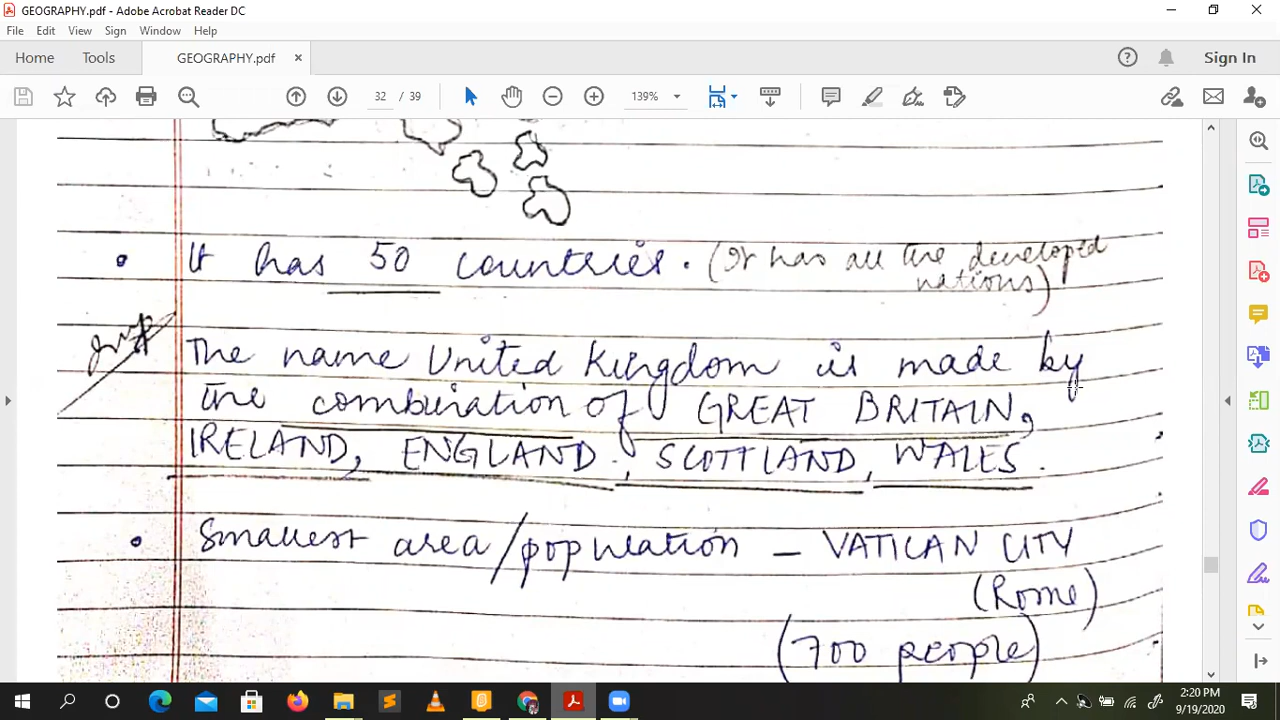 GEOGRAPHY.pdf - Adobe Acrobat Reader DC
File Edit View Sign Window Help
Home Tools GEOGRAPHY.pdf × Sign In
32 / 39 139%
It has 50 countries. (It has all the developed
nations)
Imp
The name United Kingdom is made by
the combination of GREAT BRITAIN,
IRELAND, ENGLAND, SCOTTLAND, WALES.
Smallest area/population - VATICAN CITY
(Rome)
(700 people)
2:20 PM
9/19/2020